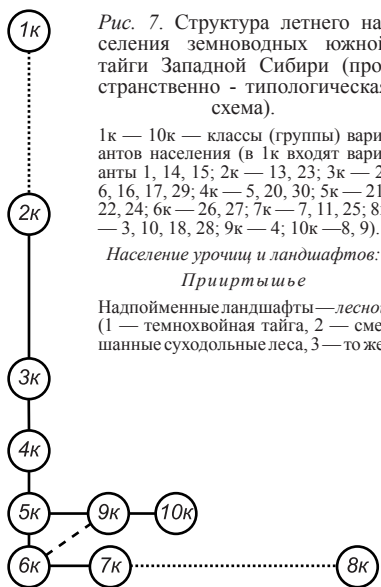 1к
2к
3к
4к
5к
9к
10к
6к
7к
8к
Рис. 7. Структура летнего на-
селения земноводных южной
тайги Западной Сибири (про-
странственно - типологическая
схема).
1к — 10к — классы (группы) вари-
антов населения (в 1к входят вари-
анты 1, 14, 15; 2к — 13, 23; 3к — 2,
6, 16, 17, 29; 4к — 5, 20, 30; 5к — 21,
22, 24; 6к — 26, 27; 7к — 7, 11, 25; 8к
— 3, 10, 18, 28; 9к — 4; 10к —8, 9).
Население урочищ и ландшафтов:
Прииртышье
Надпойменные ландшафты — лесной
(1 — темнохвойная тайга, 2 — сме-
шанные суходольные леса, 3 — то же